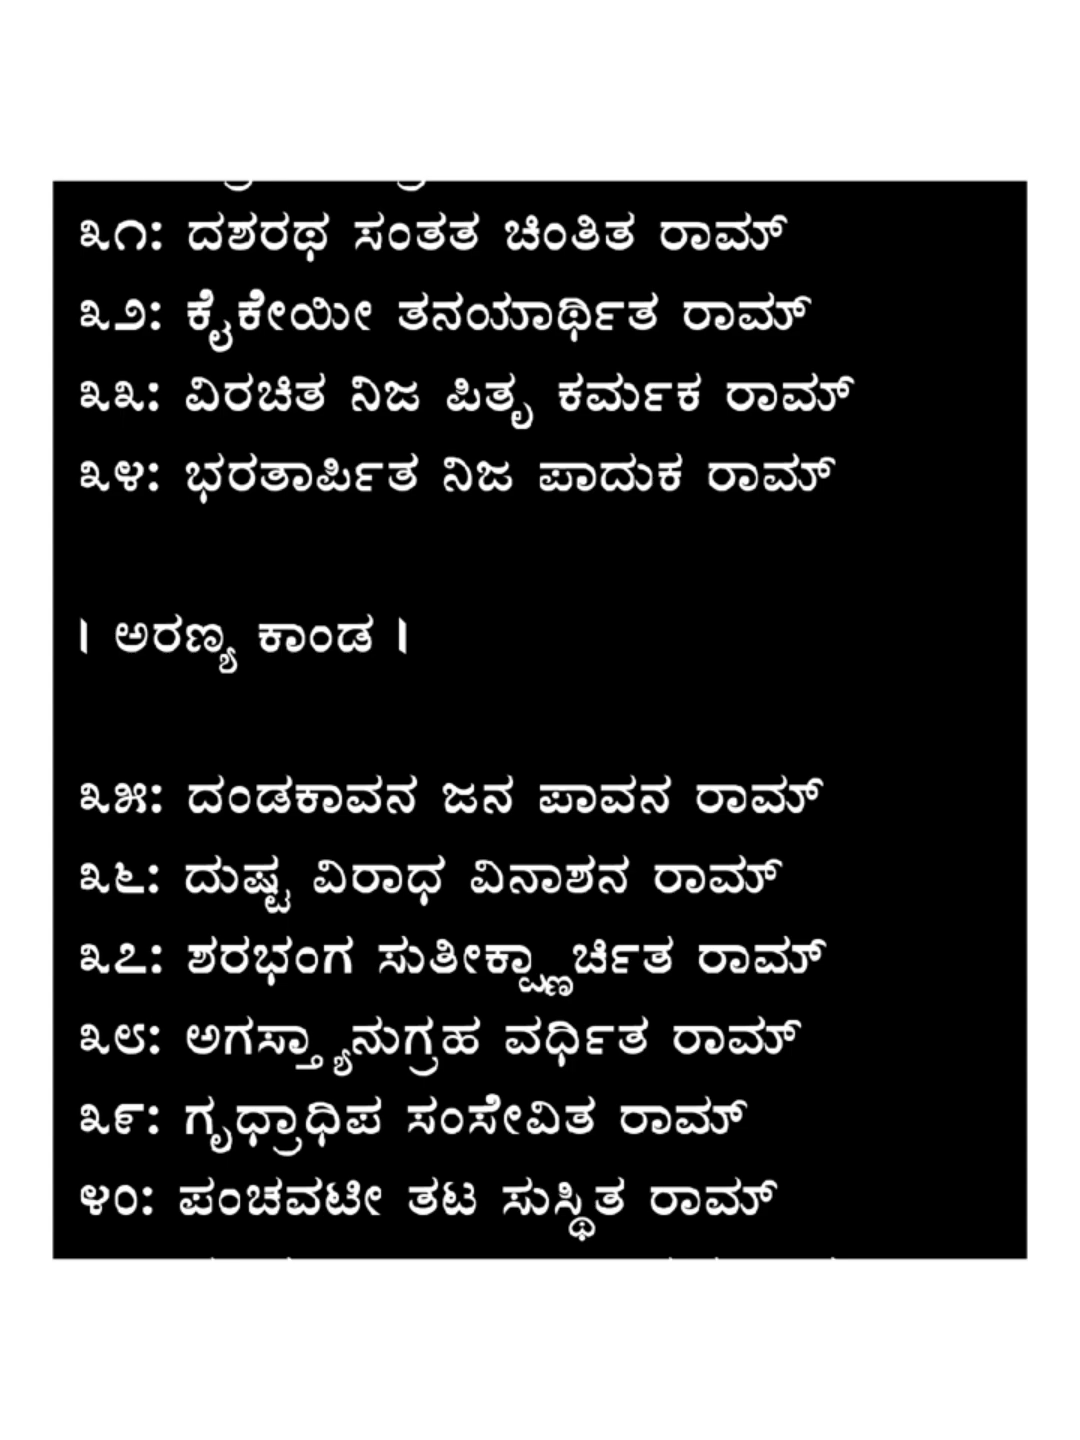 ೩೧: ದಶರಥ ಸಂತತ ಚಿಂತಿತ ರಾಮ್
೩೨: ಕೈಕೇಯೀ ತನಯಾರ್ಥಿತ ರಾಮ್
೩೩: ವಿರಚಿತ ನಿಜ ಪಿತೃ ಕರ್ಮಕ ರಾಮ್
೩೪: ಭರತಾರ್ಪಿತ ನಿಜ ಪಾದುಕ ರಾಮ್
। ಅರಣ್ಯ ಕಾಂಡ ।
೩೫: ದಂಡಕಾವನ ಜನ ಪಾವನ ರಾಮ್
೩೬: ದುಷ್ಟ ವಿರಾಧ ವಿನಾಶನ ರಾಮ್
೩೭: ಶರಭಂಗ ಸುತೀಕ್ಷ್ಣಾರ್ಚಿತ ರಾಮ್
೩೮: ಅಗಸ್ತ್ಯಾನುಗ್ರಹ ವರ್ಧಿತ ರಾಮ್
೩೯: ಗೃಧ್ರಾಧಿಪ ಸಂಸೇವಿತ ರಾಮ್
೪೦: ಪಂಚವಟೀ ತಟ ಸುಸ್ಥಿತ ರಾಮ್